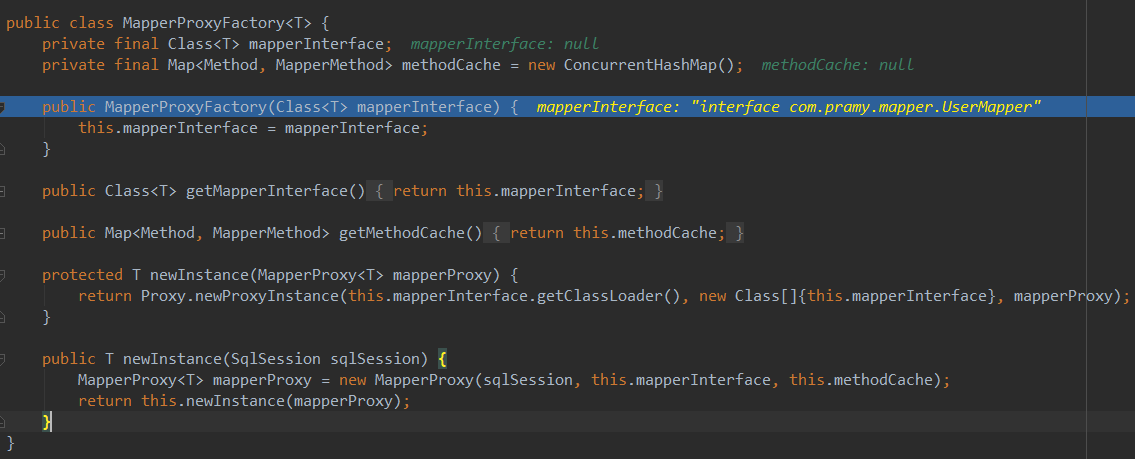 public class MapperProxyFactory<T> {
    private final Class<T> mapperInterface;  mapperInterface: null
    private final Map<Method, MapperMethod> methodCache = new ConcurrentHashMap();  methodCache: null
    public MapperProxyFactory(Class<T> mapperInterface) {  mapperInterface: "interface com.pramy.mapper.UserMapper"
        this.mapperInterface = mapperInterface;
    }
    public Class<T> getMapperInterface() { return this.mapperInterface; }
    public Map<Method, MapperMethod> getMethodCache() { return this.methodCache; }
    protected T newInstance(MapperProxy<T> mapperProxy) {
        return Proxy.newProxyInstance(this.mapperInterface.getClassLoader(), new Class[]{this.mapperInterface}, mapperProxy);
    }
    public T newInstance(SqlSession sqlSession) {
        MapperProxy<T> mapperProxy = new MapperProxy(sqlSession, this.mapperInterface, this.methodCache);
        return this.newInstance(mapperProxy);
    }
}